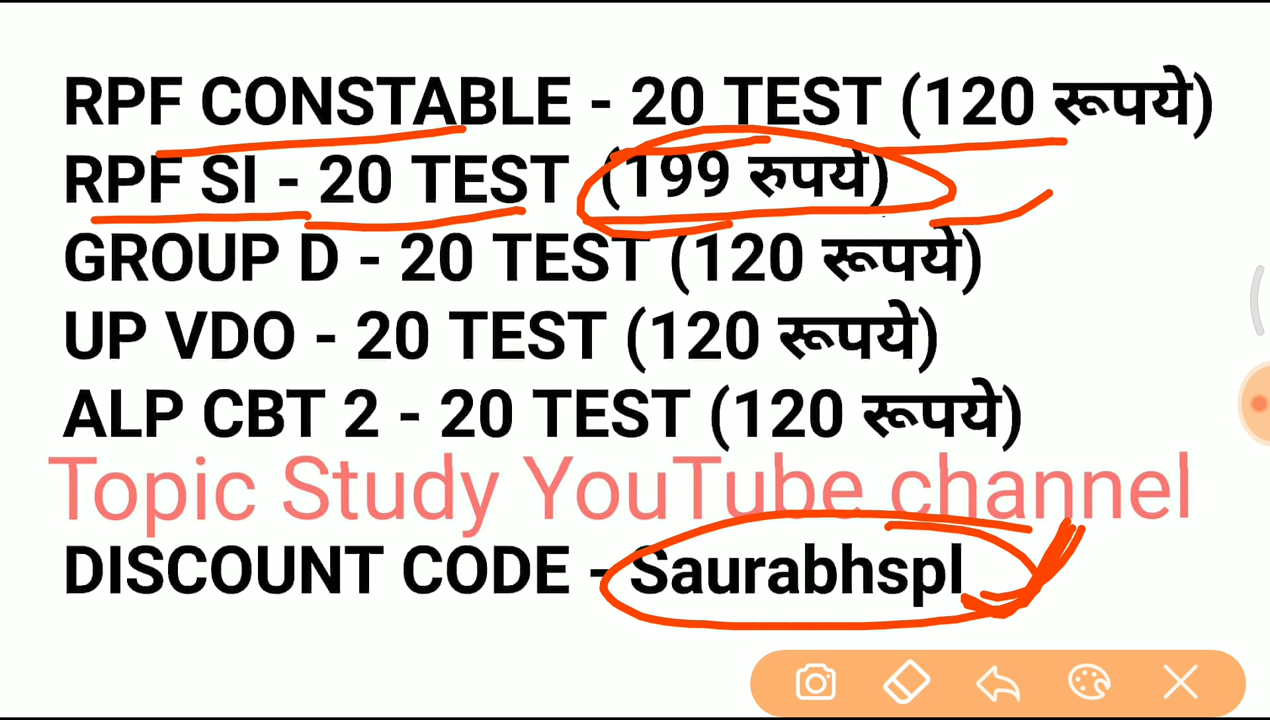 RPF CONSTABLE - 20 TEST (120 रूपये)
RPF SI - 20 TEST (199 रुपये)
GROUP D - 20 TEST (120 रूपये)
UP VDO - 20 TEST (120 रूपये)
ALP CBT 2 - 20 TEST (120 रूपये)
Topic Study YouTube channel
DISCOUNT CODE - Saurabhspl